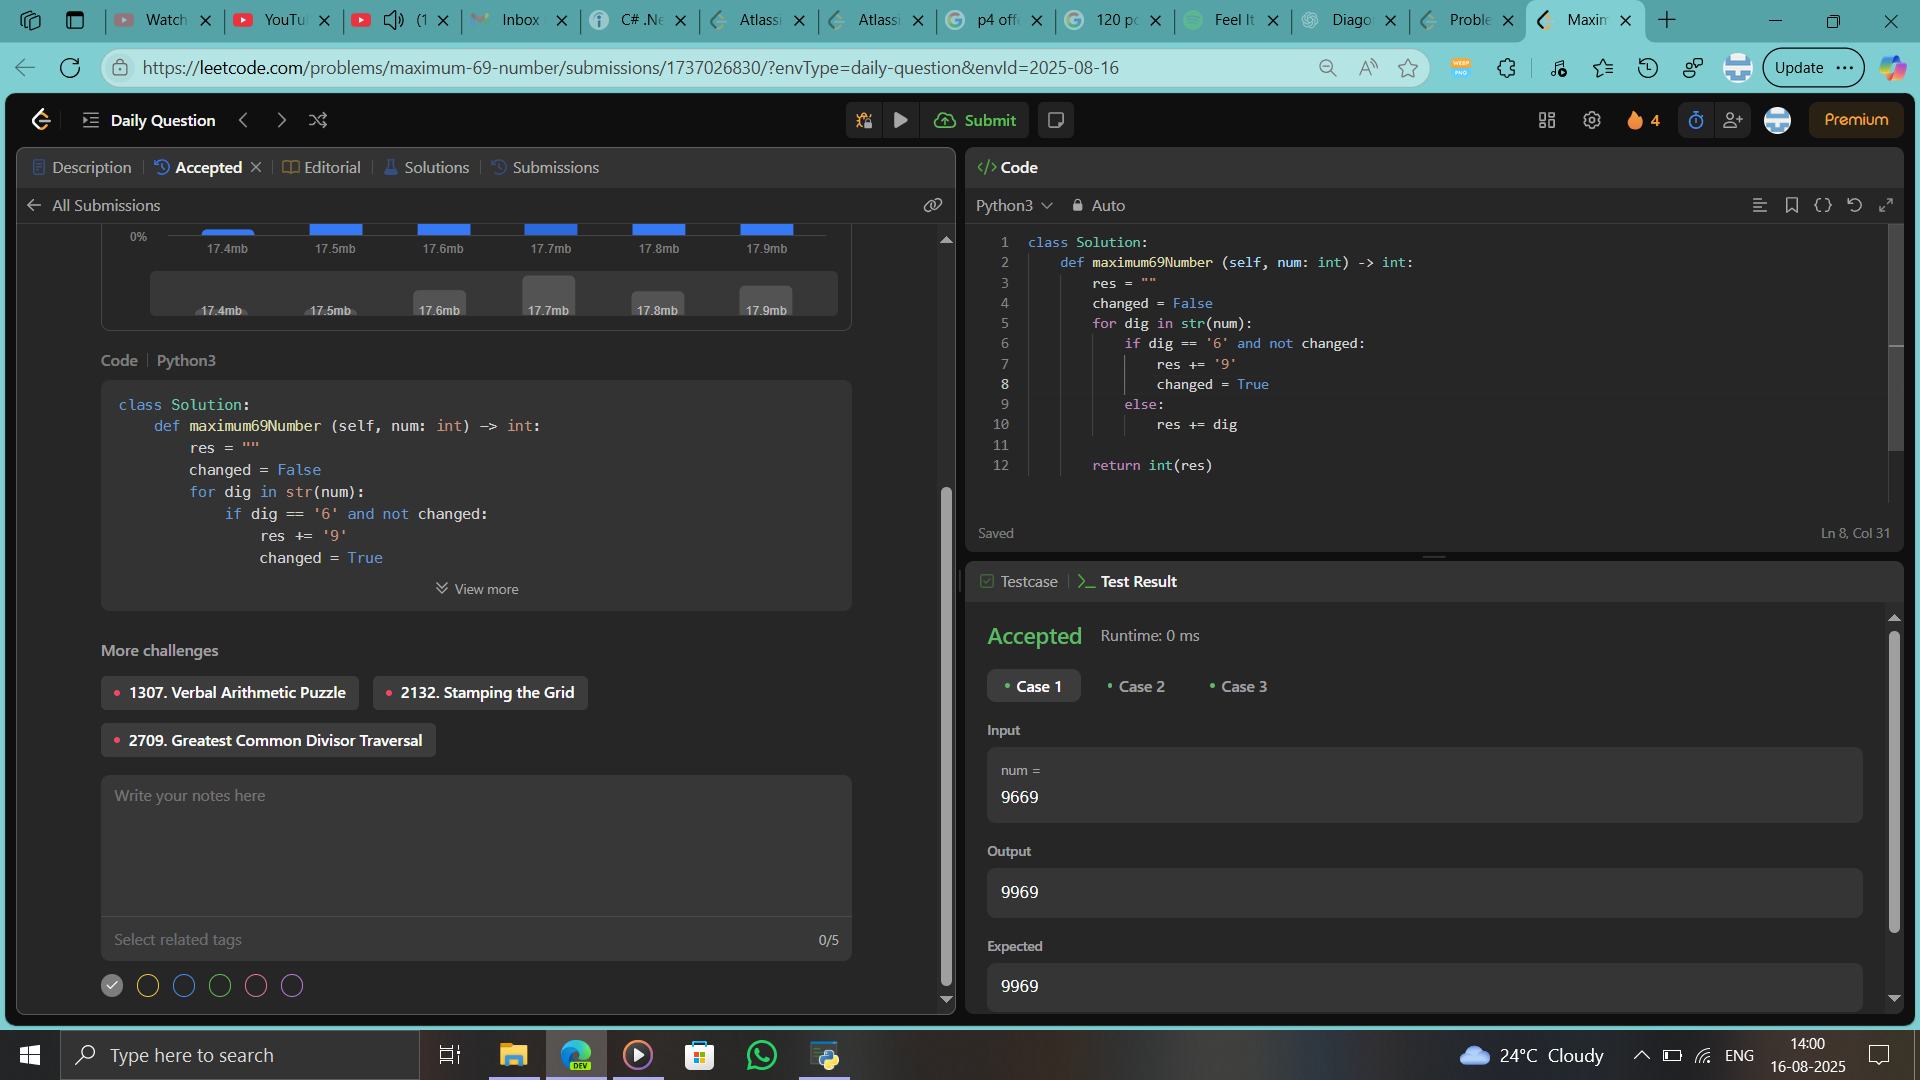 Watch
YouTu
(1
Inbox
C# .Ne
Atlassi
Atlassi
p4 off
120 p
Feel It
Diago
Proble
Maxin
https://leetcode.com/problems/maximum-69-number/submissions/1737026830/?envType=daily-question&envId=2025-08-16
Update
Daily Question
Submit
4
Premium
Description
Accepted
Editorial
Solutions
Submissions
All Submissions
0%
17.4mb 17.5mb 17.6mb 17.7mb 17.8mb 17.9mb
17.4mb 17.5mb 17.6mb 17.7mb 17.8mb 17.9mb
Code Python3
class Solution:
def maximum69Number (self, num: int) -> int:
res = ""
changed = False
for dig in str(num):
if dig == '6' and not changed:
res += '9'
changed = True
View more
More challenges
1307. Verbal Arithmetic Puzzle
2132. Stamping the Grid
2709. Greatest Common Divisor Traversal
Write your notes here
Select related tags
0/5
</> Code
Python3
Auto
1 class Solution:
2 def maximum69Number (self, num: int) -> int:
3 res = ""
4 changed = False
5 for dig in str(num):
6 if dig == '6' and not changed:
7 res += '9'
8 changed = True
9 else:
10 res += dig
11
12 return int(res)
Saved
Ln 8, Col 31
Testcase
Test Result
Accepted
Runtime: 0 ms
Case 1
Case 2
Case 3
Input
num =
9669
Output
9969
Expected
9969
Type here to search
DEV
24°C Cloudy
ENG
14:00
16-08-2025